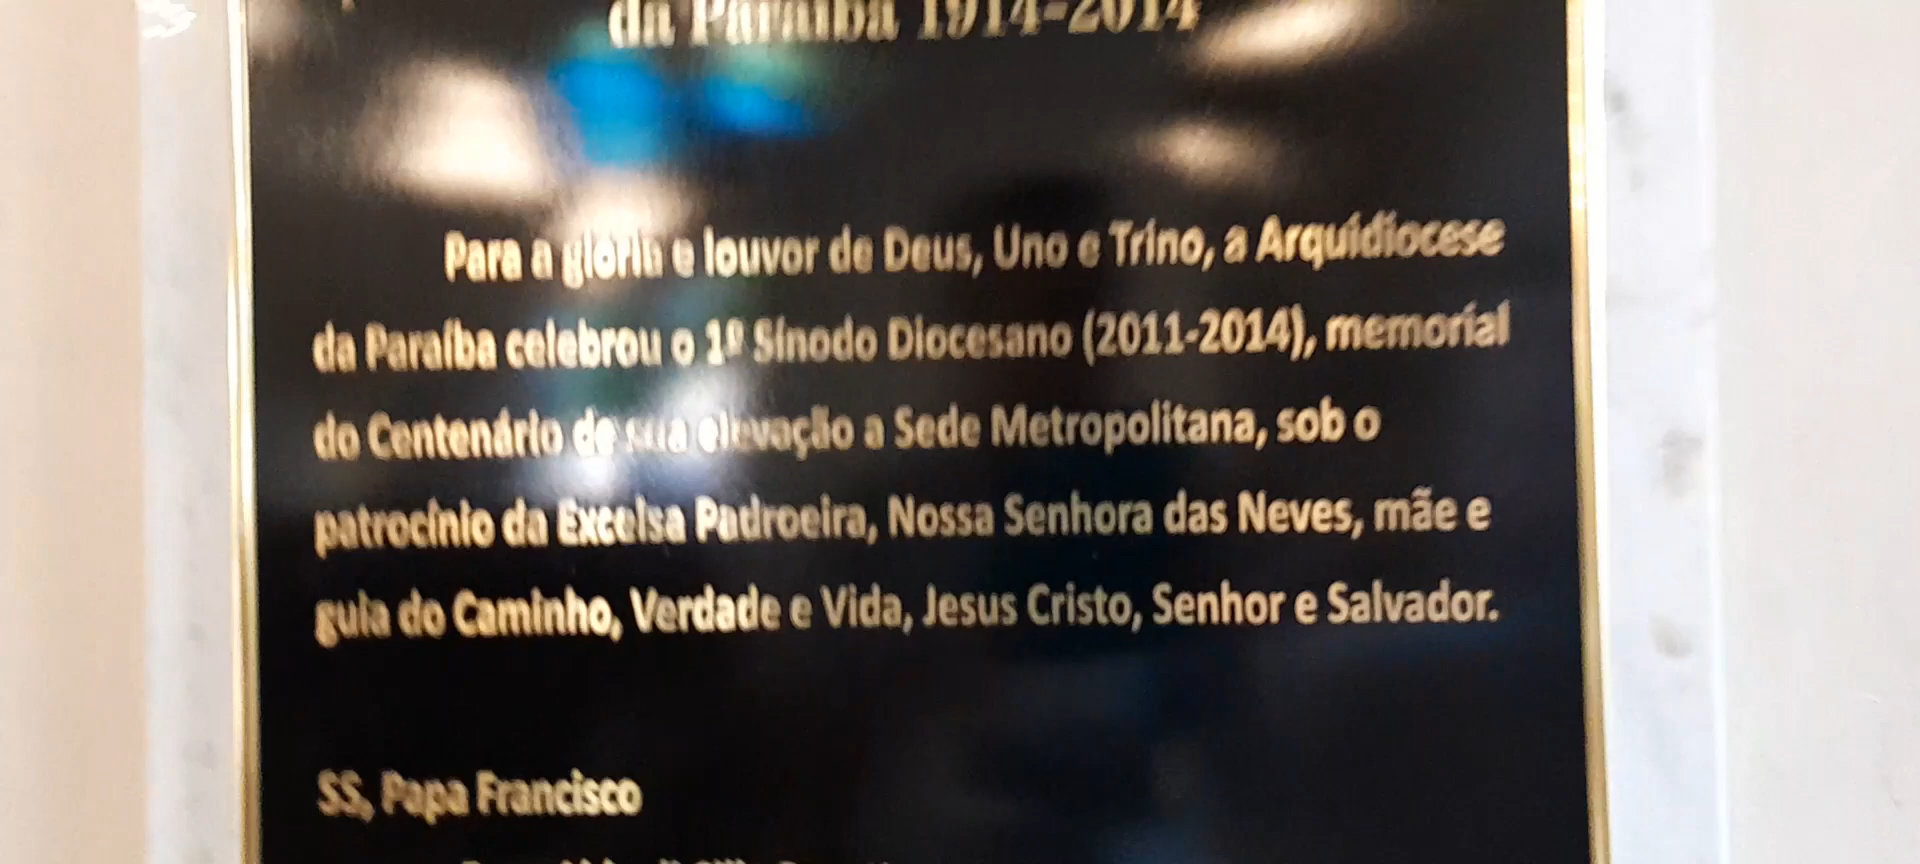 da Paraíba 1914-2014
Para a glória e louvor de Deus, Uno e Trino, a Arquidiocese
da Paraíba celebrou o 1º Sínodo Diocesano (2011-2014), memorial
do Centenário de sua elevação a Sede Metropolitana, sob o
patrocínio da Excelsa Padroeira, Nossa Senhora das Neves, mãe e
guia do Caminho, Verdade e Vida, Jesus Cristo, Senhor e Salvador.
SS, Papa Francisco